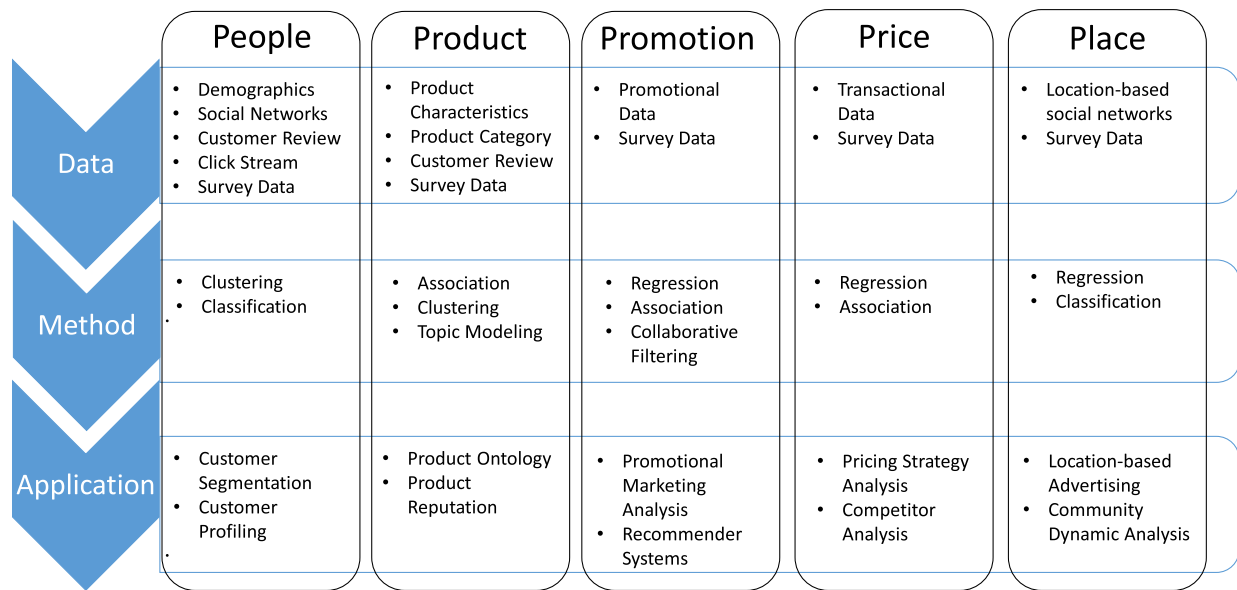 People
Product
Promotion
Price
Place
Data
• Demographics
• Social Networks
• Customer Review
• Click Stream
• Survey Data
• Product
Characteristics
• Product Category
• Customer Review
• Survey Data
• Promotional
Data
• Survey Data
• Transactional
Data
• Survey Data
• Location-based
social networks
• Survey Data
Method
• Clustering
• Classification
• Association
• Clustering
• Topic Modeling
• Regression
• Association
• Collaborative
Filtering
• Regression
• Association
• Regression
• Classification
Application
• Customer
Segmentation
• Customer
Profiling
• Product Ontology
• Product
Reputation
• Promotional
Marketing
Analysis
• Recommender
Systems
• Pricing Strategy
Analysis
• Competitor
Analysis
• Location-based
Advertising
• Community
Dynamic Analysis